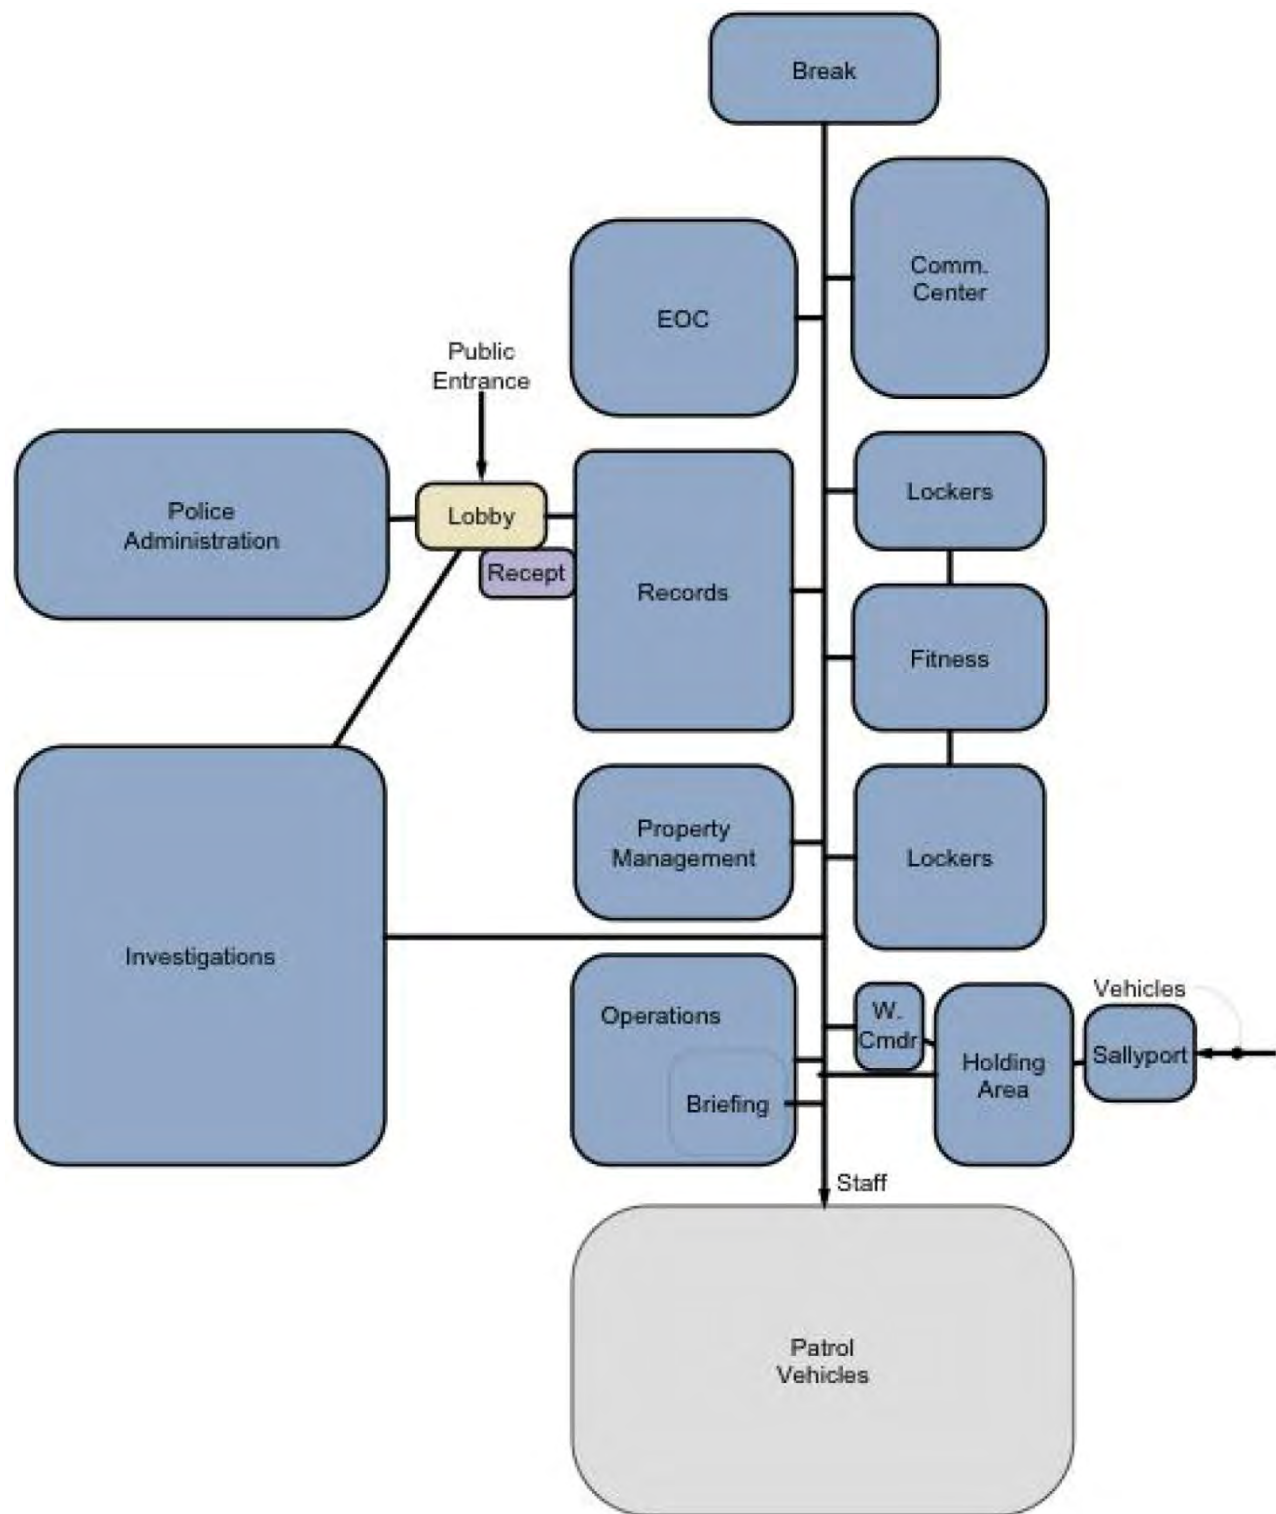 Break
Comm.
Center
EOC
Public
Entrance
Police
Administration
Lobby
Recept
Records
Lockers
Fitness
Property
Management
Lockers
Investigations
Operations
Briefing
W.
Cmdr
Holding
Area
Vehicles
Sallyport
Staff
Patrol
Vehicles